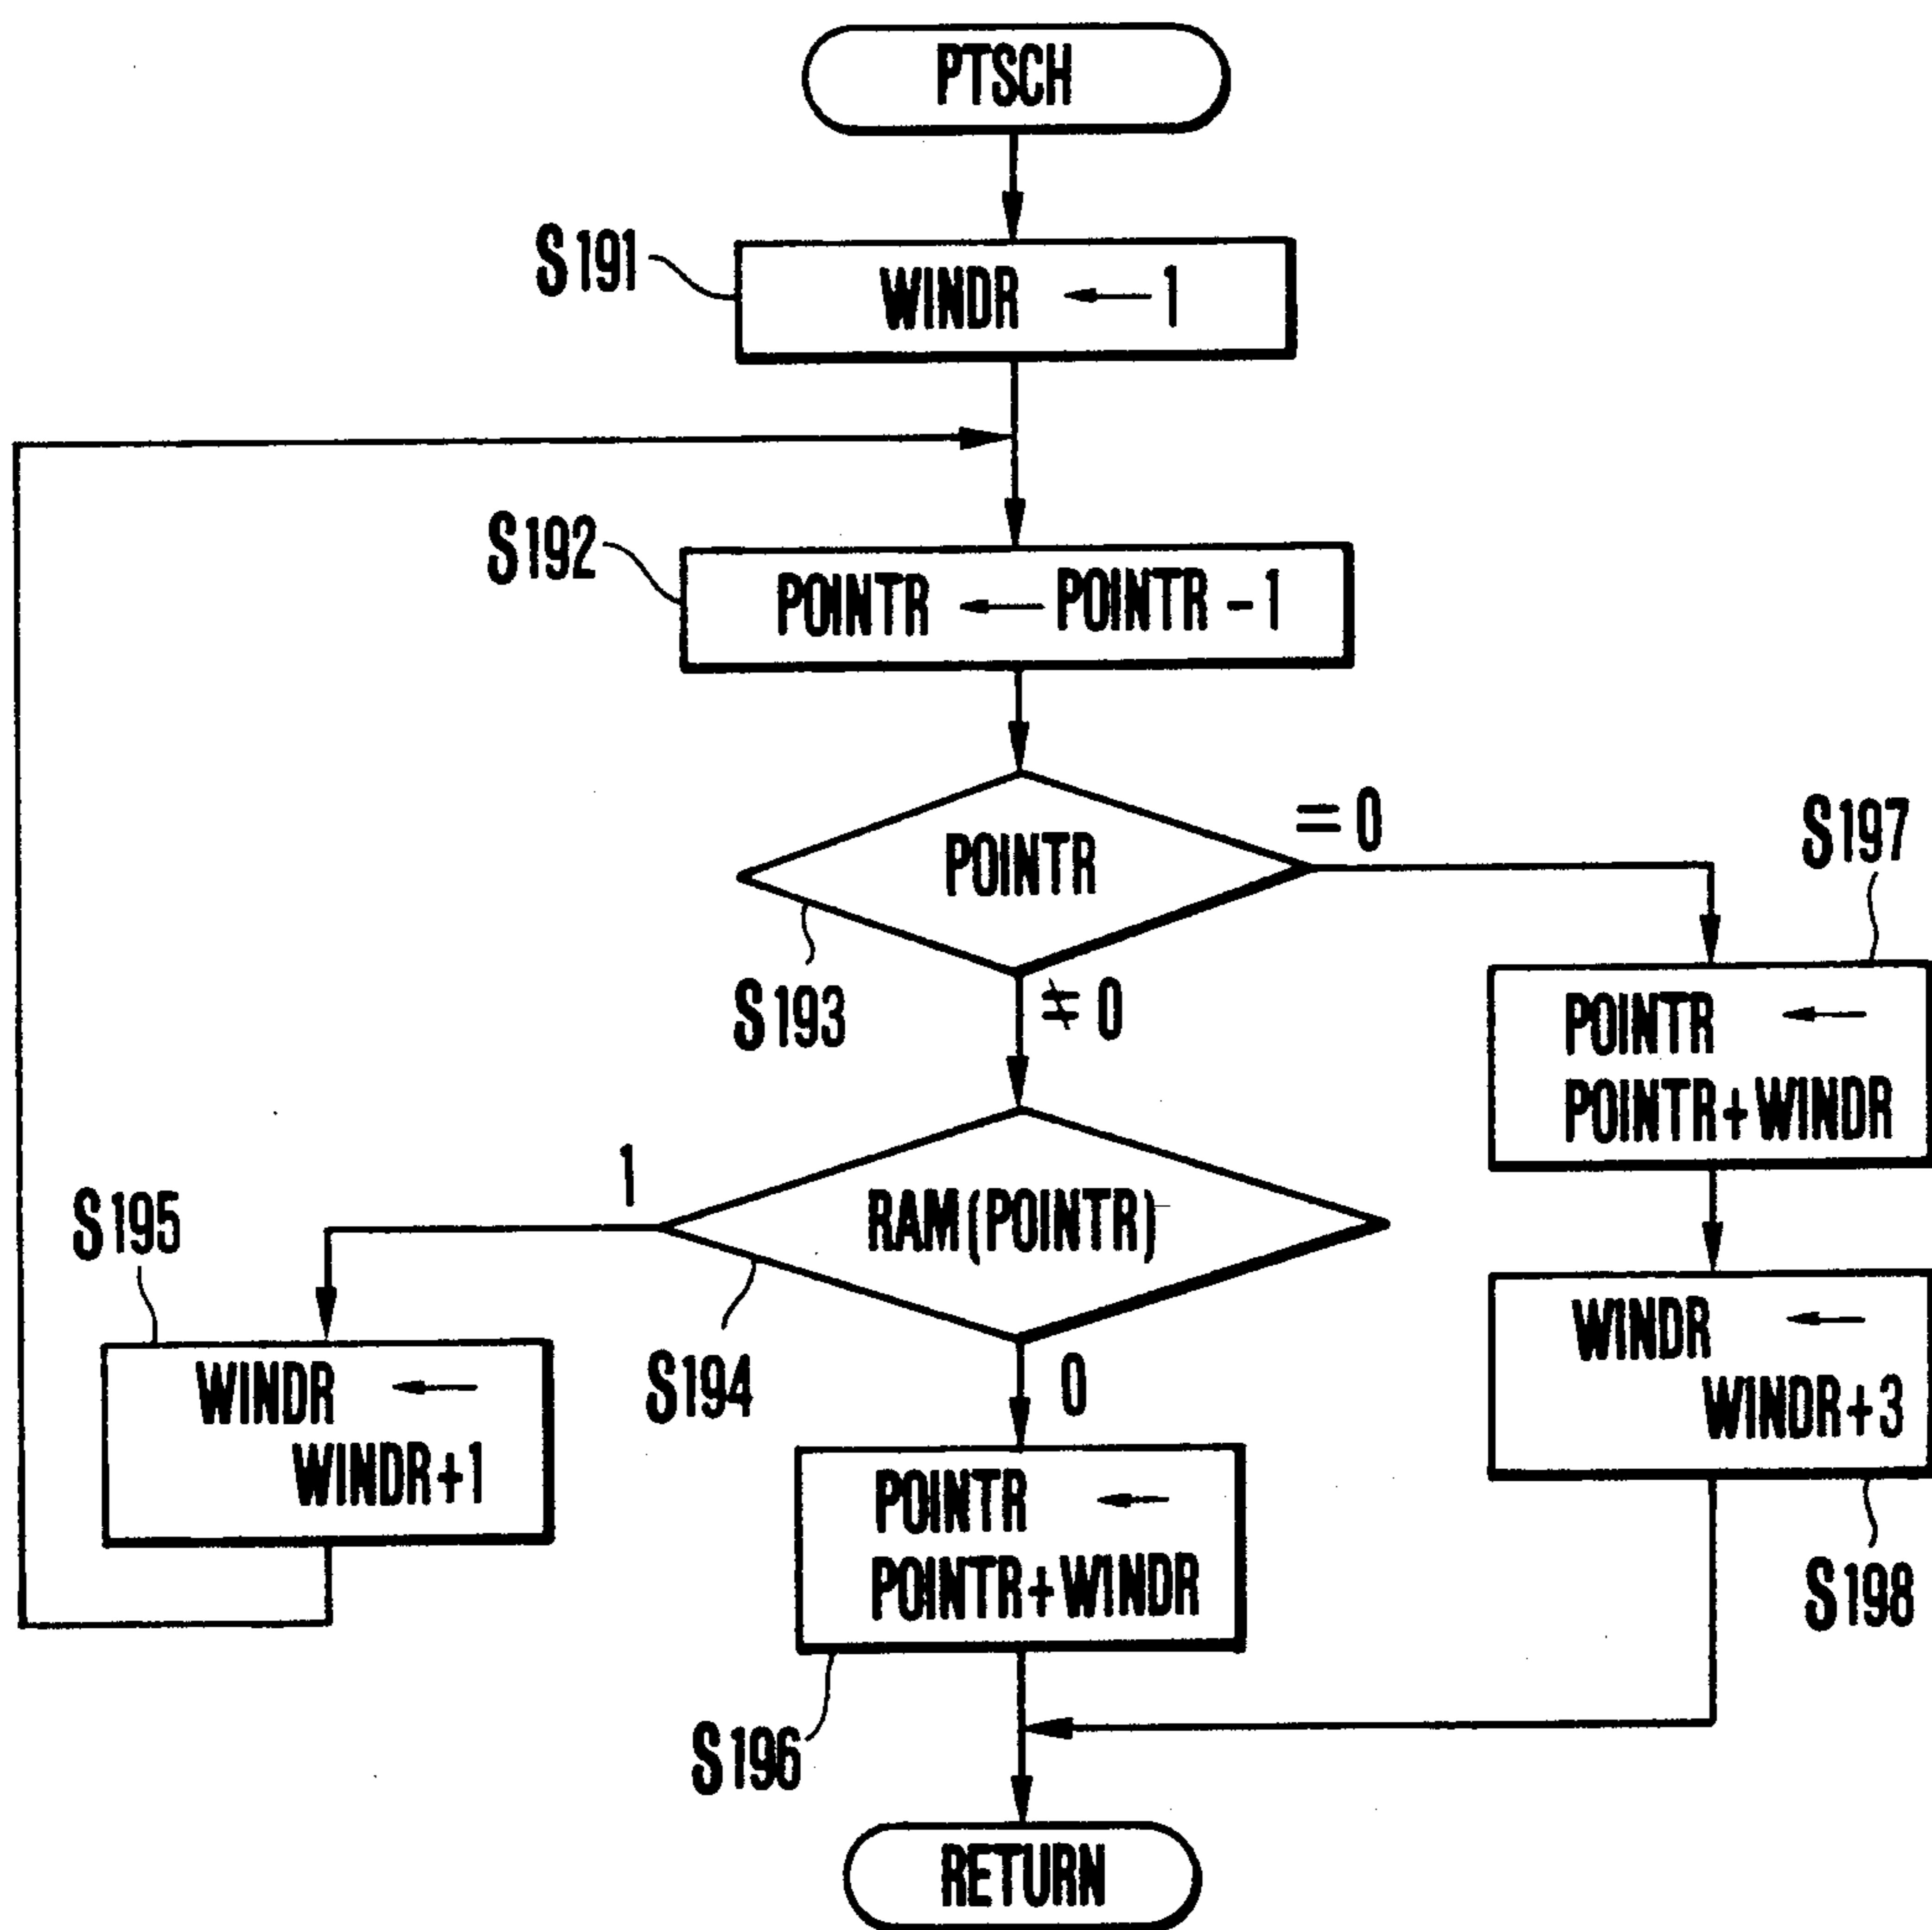 PTSCH
S191
WINDR ← 1
S192
POINTR ← POINTR - 1
POINTR
= 0
S193
≠ 0
S197
POINTR ←
POINTR+WINDR
RAM(POINTR)
1
S194
0
S195
WINDR ←
WINDR+1
WINDR ←
WINDR+3
S198
POINTR ←
POINTR+WINDR
S196
RETURN